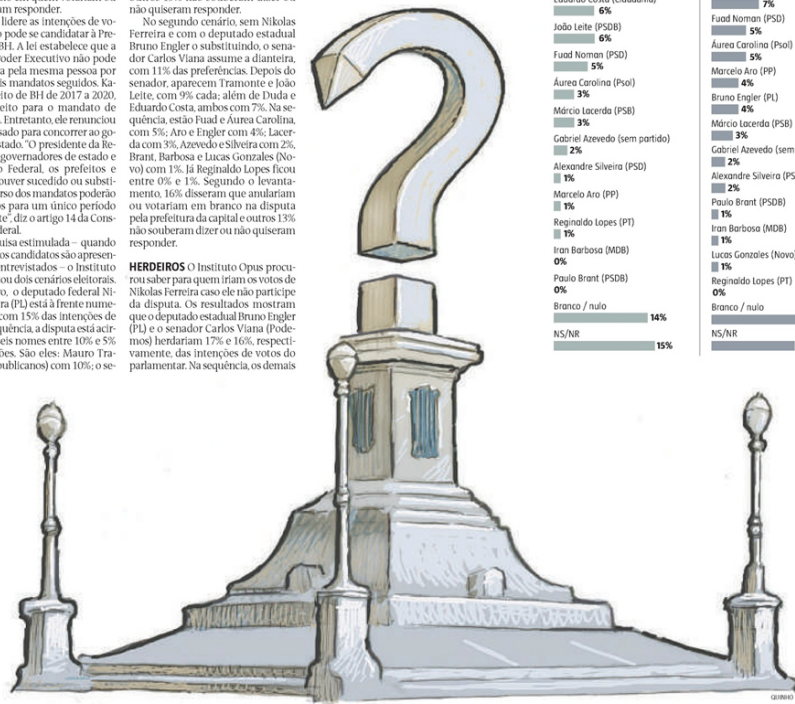 am responder.
lidere as intenções de vo-
pode se candidatar à Pre-
BH. A lei estabelece que a
oder Executivo não pode
a pela mesma pessoa por
is mandatos seguidos. Ka-
ito de BH de 2017 a 2020,
eito para o mandato de
. Entretanto, ele renunciou
sado para concorrer ao go-
stado. “O presidente da Re-
governadores de estado e
o Federal, os prefeitos e
ouver sucedido ou substi-
rso dos mandatos poderão
os para um único período
te”, diz o artigo 14 da Cons-
deral.
uisa estimulada – quando
os candidatos são apresen-
ntrevistados – o Instituto
ou dois cenários eleitorais.
o, o deputado federal Ni-
ra (PL) está à frente nume-
com 15% das intenções de
quência, a disputa está acir-
eis nomes entre 10% e 5%
ões. São eles: Mauro Tra-
publicanos) com 10%; o se-
não quiseram responder.
No segundo cenário, sem Nikolas
Ferreira e com o deputado estadual
Bruno Engler o substituindo, o sena-
dor Carlos Viana assume a dianteira,
com 11% das preferências. Depois do
senador, aparecem Tramonte e João
Leite, com 9% cada; além de Duda e
Eduardo Costa, ambos com 7%. Na se-
quência, estão Fuad e Áurea Carolina,
com 5%; Aro e Engler com 4%; Lacer-
da com 3%, Azevedo e Silveira com 2%,
Brant, Barbosa e Lucas Gonzales (No-
vo) com 1%. Já Reginaldo Lopes ficou
entre 0% e 1%. Segundo o levanta-
mento, 16% disseram que anulariam
ou votariam em branco na disputa
pela prefeitura da capital e outros 13%
não souberam dizer ou não quiseram
responder.
HERDEIROS O Instituto Opus procu-
rou saber para quem iriam os votos de
Nikolas Ferreira caso ele não participe
da disputa. Os resultados mostram
que o deputado estadual Bruno Engler
(PL) e o senador Carlos Viana (Pode-
mos) herdariam 17% e 16%, respecti-
vamente, das intenções de votos do
parlamentar. Na sequência, os demais
6%
João Leite (PSDB)
6%
Fuad Noman (PSD)
5%
Áurea Carolina (Psol)
3%
Márcio Lacerda (PSB)
3%
Gabriel Azevedo (sem partido)
2%
Alexandre Silveira (PSD)
1%
Marcelo Aro (PP)
1%
Reginaldo Lopes (PT)
1%
Iran Barbosa (MDB)
0%
Paulo Brant (PSDB)
0%
Branco / nulo
14%
NS/NR
15%
7%
Fuad Noman (PSD)
5%
Áurea Carolina (Psol)
5%
Marcelo Aro (PP)
4%
Bruno Engler (PL)
4%
Márcio Lacerda (PSB)
3%
Gabriel Azevedo (sem
2%
Alexandre Silveira (PS
2%
Paulo Brant (PSDB)
1%
Iran Barbosa (MDB)
1%
Lucas Gonzales (Novo)
1%
Reginaldo Lopes (PT)
0%
Branco / nulo
NS/NR
QUINHO